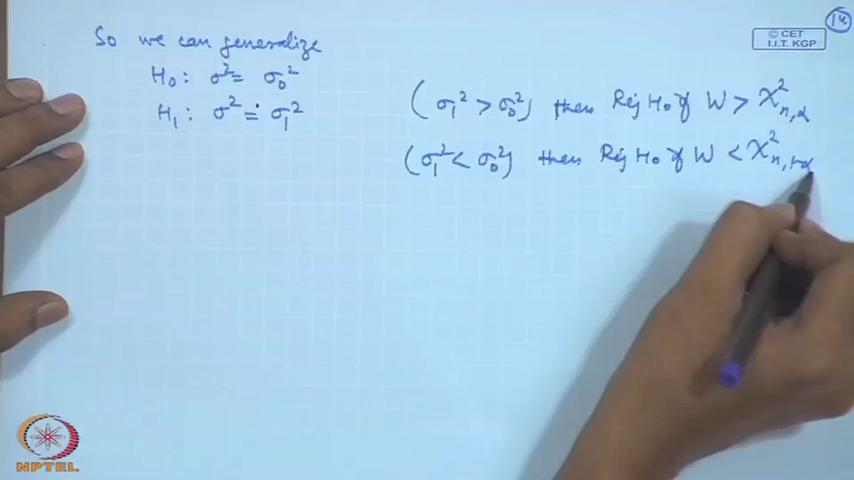 14
© CET
I.I.T. KGP
So we can generalize
H₀ : σ² = σ₀²
H₁ : σ² = σ₁²
(σ₁² > σ₀²) then Rej H₀ if W > χ²ₙ,α
(σ₁² < σ₀²) then Rej H₀ if W < χ²ₙ,₁₋α
NPTEL